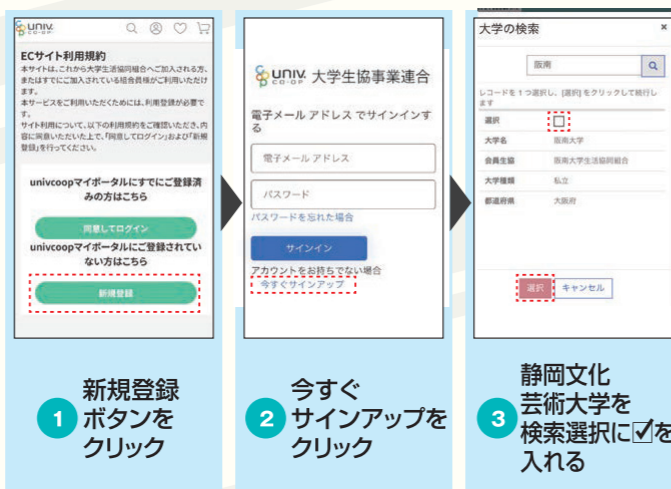 univ.
CO-OP
ECサイト利用規約
本サイトは、これから大学生活協同組合へご加入される方、
またはすでにご加入されている組合員様がご利用いただけ
ます。
本サービスをご利用いただくためには、利用登録が必要で
す。
サイト利用について、以下の利用規約をご確認いただき、内
容に同意いただいた上で、「同意してログイン」および「新規
登録」を行ってください。
univcoopマイポータルにすでにご登録済
みの方はこちら
同意してログイン
univcoopマイポータルにご登録されてい
ない方はこちら
新規登録
1
新規登録
ボタンを
クリック
univ.
CO-OP
大学生協事業連合
電子メール アドレス でサインインす
る
電子メール アドレス
パスワード
パスワードを忘れた場合
サインイン
アカウントをお持ちでない場合
今すぐサインアップ
2
今すぐ
サインアップを
クリック
大学の検索 ×
阪南
レコードを 1 つ選択し、[選択] をクリックして続行し
ます
選択
大学名 阪南大学
会員生協 阪南大学生活協同組合
大学種類 私立
都道府県 大阪府
選択 キャンセル
3
静岡文化
芸術大学を
検索選択に☑を
入れる